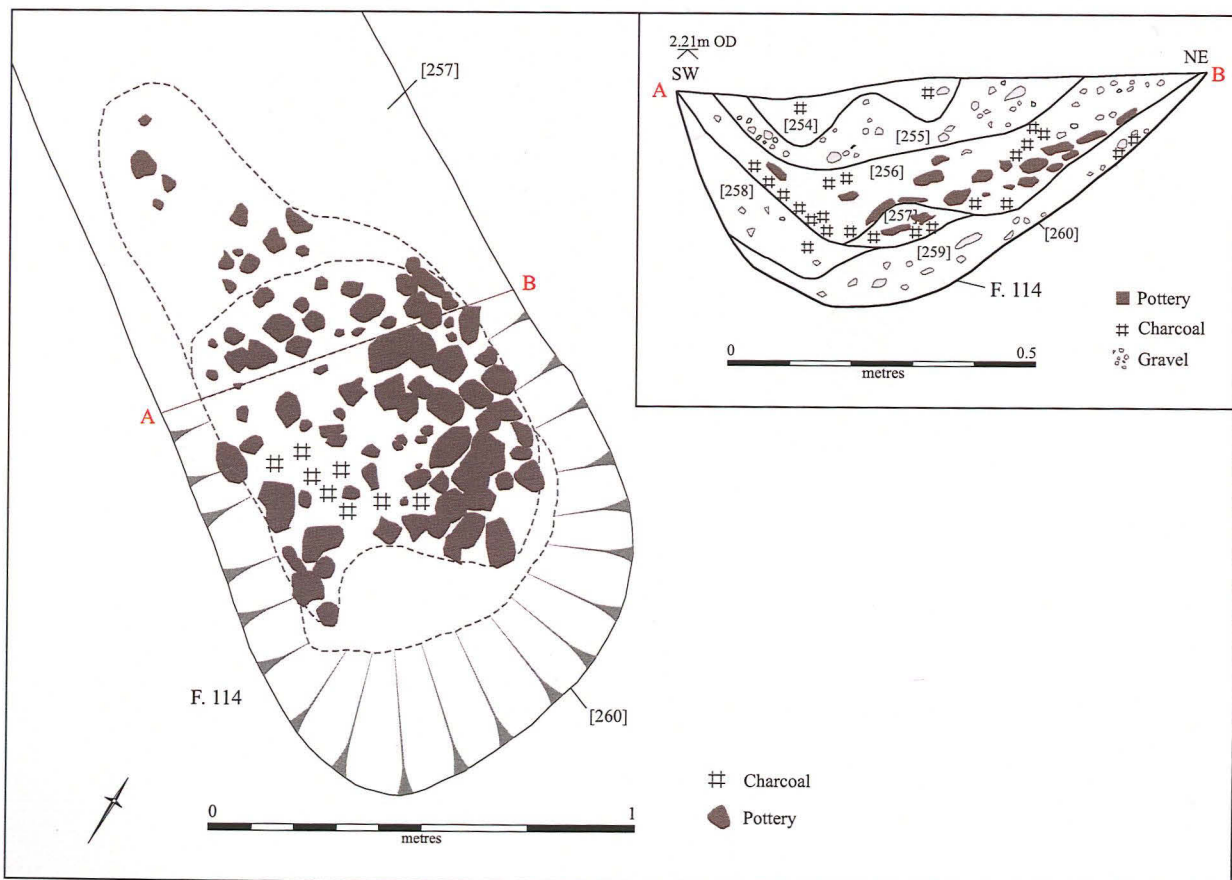 [257]
B
A
F. 114
[260]
0 1
metres
Charcoal
Pottery
2.21m OD
SW
NE
A
B
[254]
[255]
[256]
[258]
[257]
[259]
[260]
F. 114
Pottery
Charcoal
Gravel
0 0.5
metres